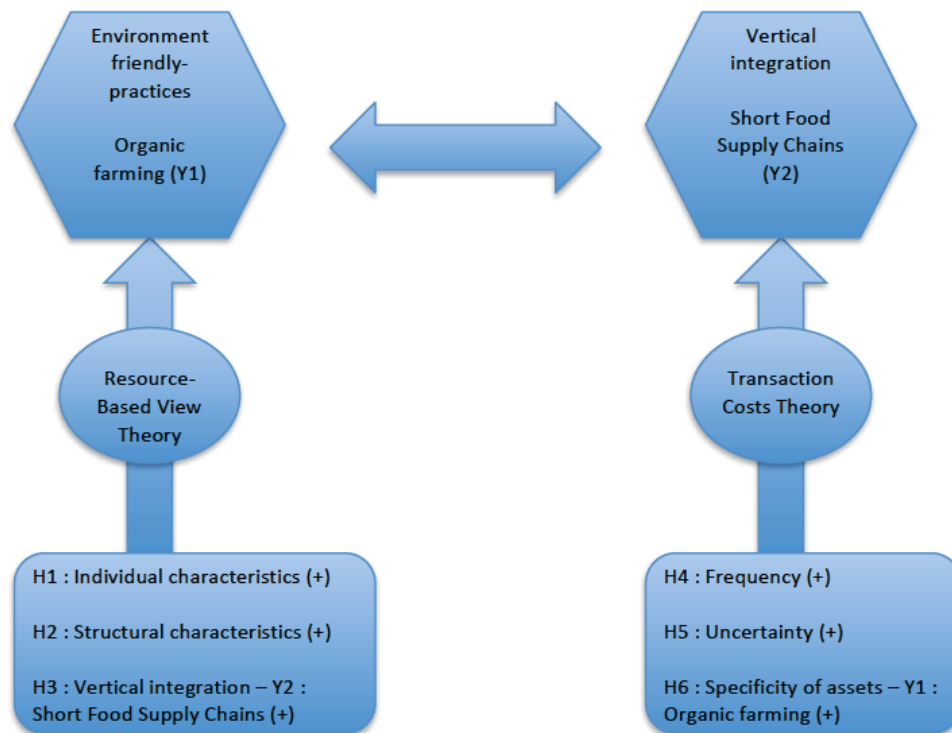 Environment
friendly-
practices
Organic
farming (Y1)
Vertical
integration
Short Food
Supply Chains
(Y2)
Resource-
Based View
Theory
Transaction
Costs Theory
H1 : Individual characteristics (+)
H2 : Structural characteristics (+)
H3 : Vertical integration – Y2 :
Short Food Supply Chains (+)
H4 : Frequency (+)
H5 : Uncertainty (+)
H6 : Specificity of assets – Y1 :
Organic farming (+)